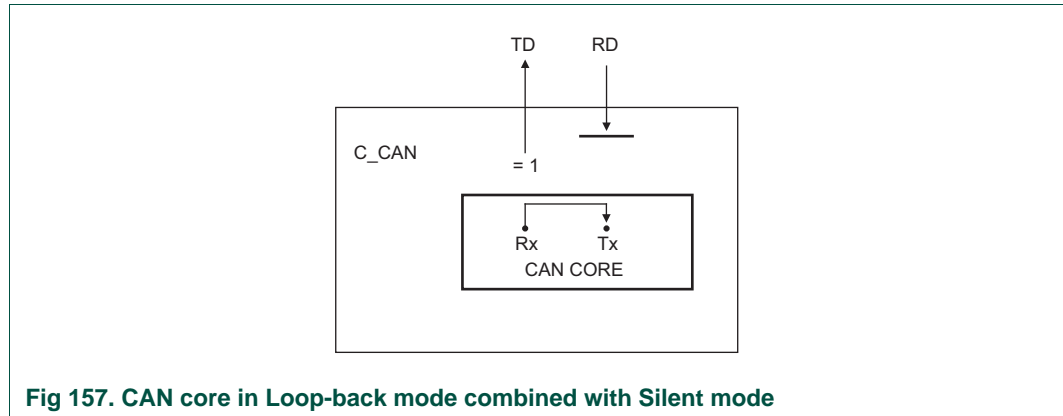 TD RD
C_CAN
= 1
Rx Tx
CAN CORE
Fig 157. CAN core in Loop-back mode combined with Silent mode